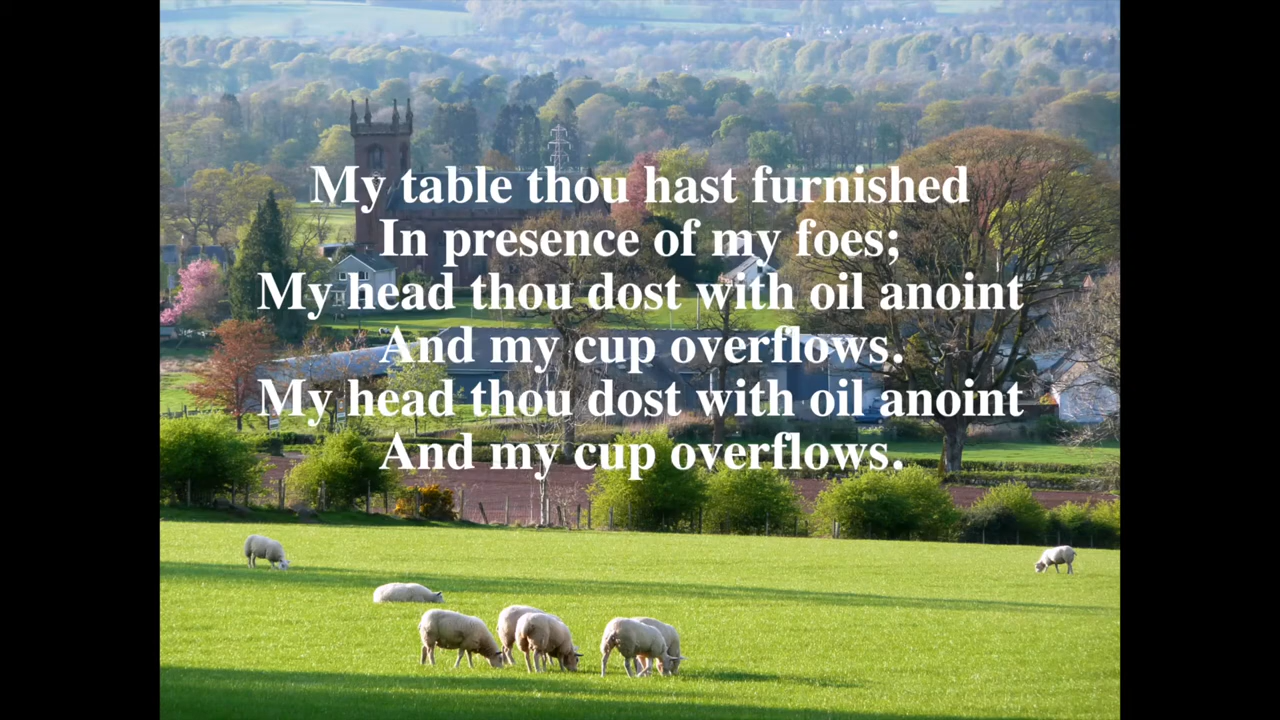 My table thou hast furnished
In presence of my foes;
My head thou dost with oil anoint
And my cup overflows.
My head thou dost with oil anoint
And my cup overflows.